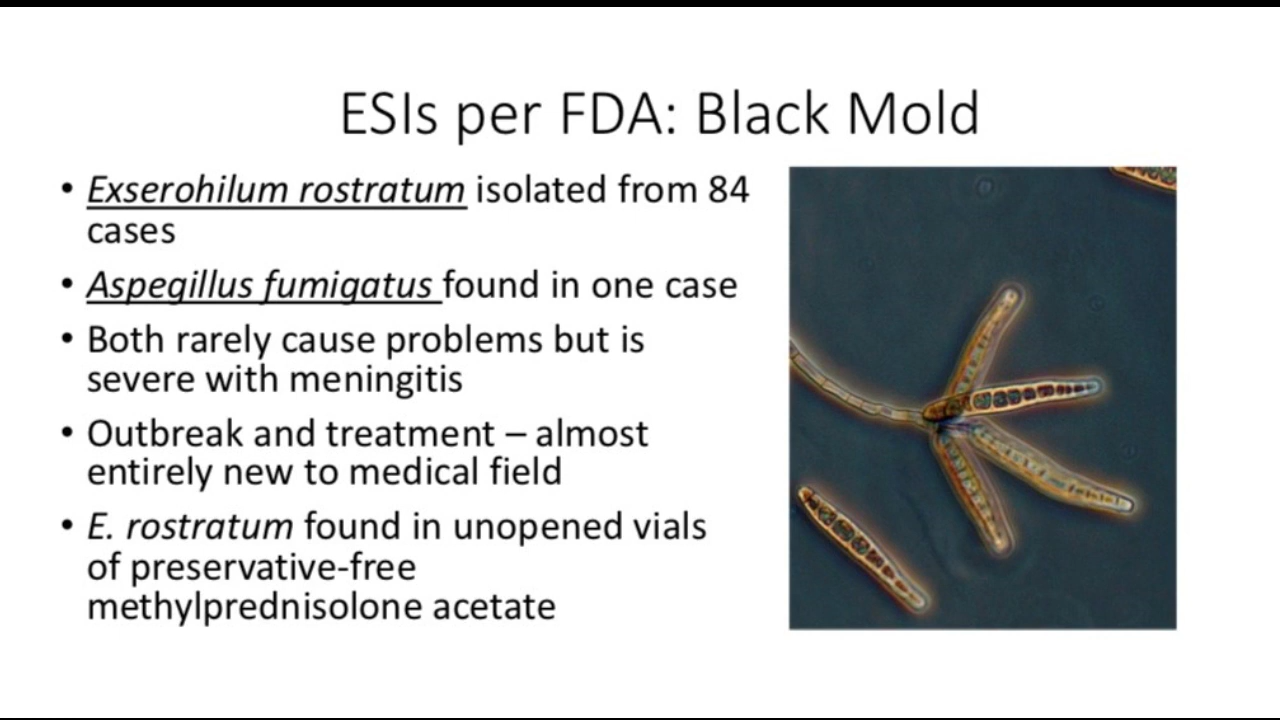 ESIs per FDA: Black Mold
• Exserohilum rostratum isolated from 84
cases
• Aspegillus fumigatus found in one case
• Both rarely cause problems but is
severe with meningitis
• Outbreak and treatment – almost
entirely new to medical field
• E. rostratum found in unopened vials
of preservative-free
methylprednisolone acetate